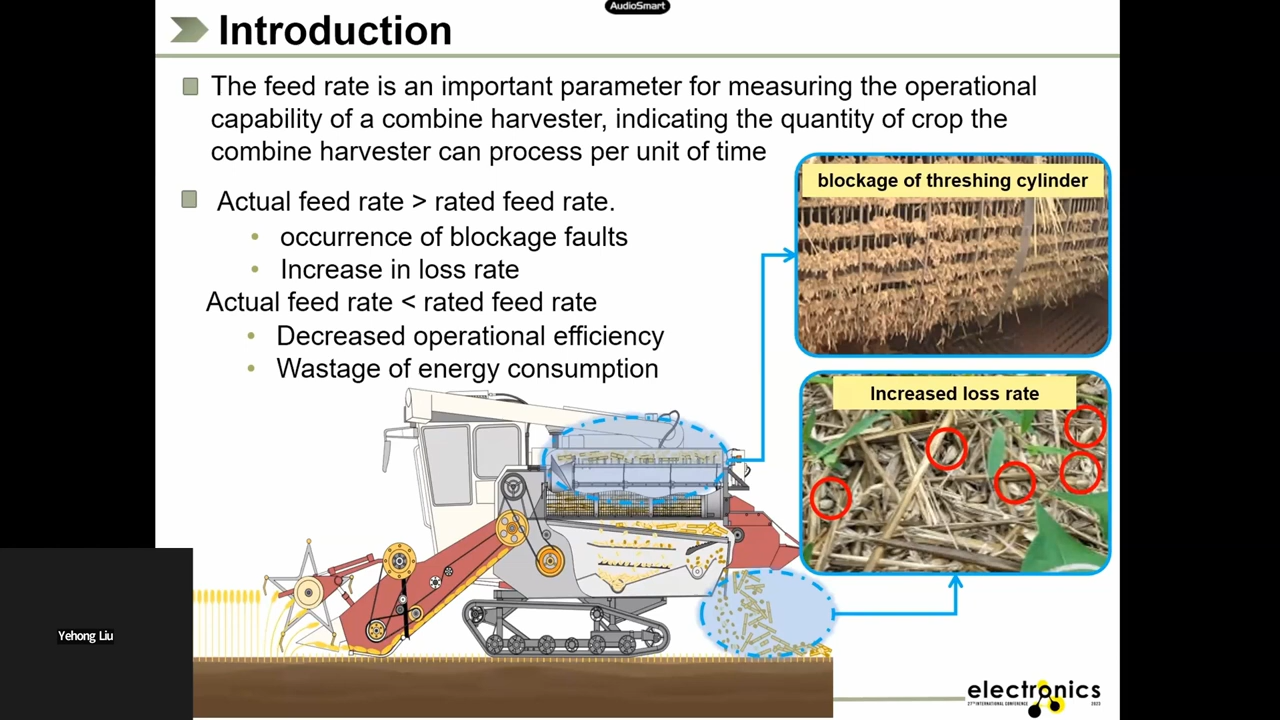 AudioSmart
Introduction
The feed rate is an important parameter for measuring the operational
capability of a combine harvester, indicating the quantity of crop the
combine harvester can process per unit of time
Actual feed rate > rated feed rate.
• occurrence of blockage faults
• Increase in loss rate
Actual feed rate < rated feed rate
• Decreased operational efficiency
• Wastage of energy consumption
blockage of threshing cylinder
Increased loss rate
Yehong Liu
electronics
27TH INTERNATIONAL CONFERENCE 2023